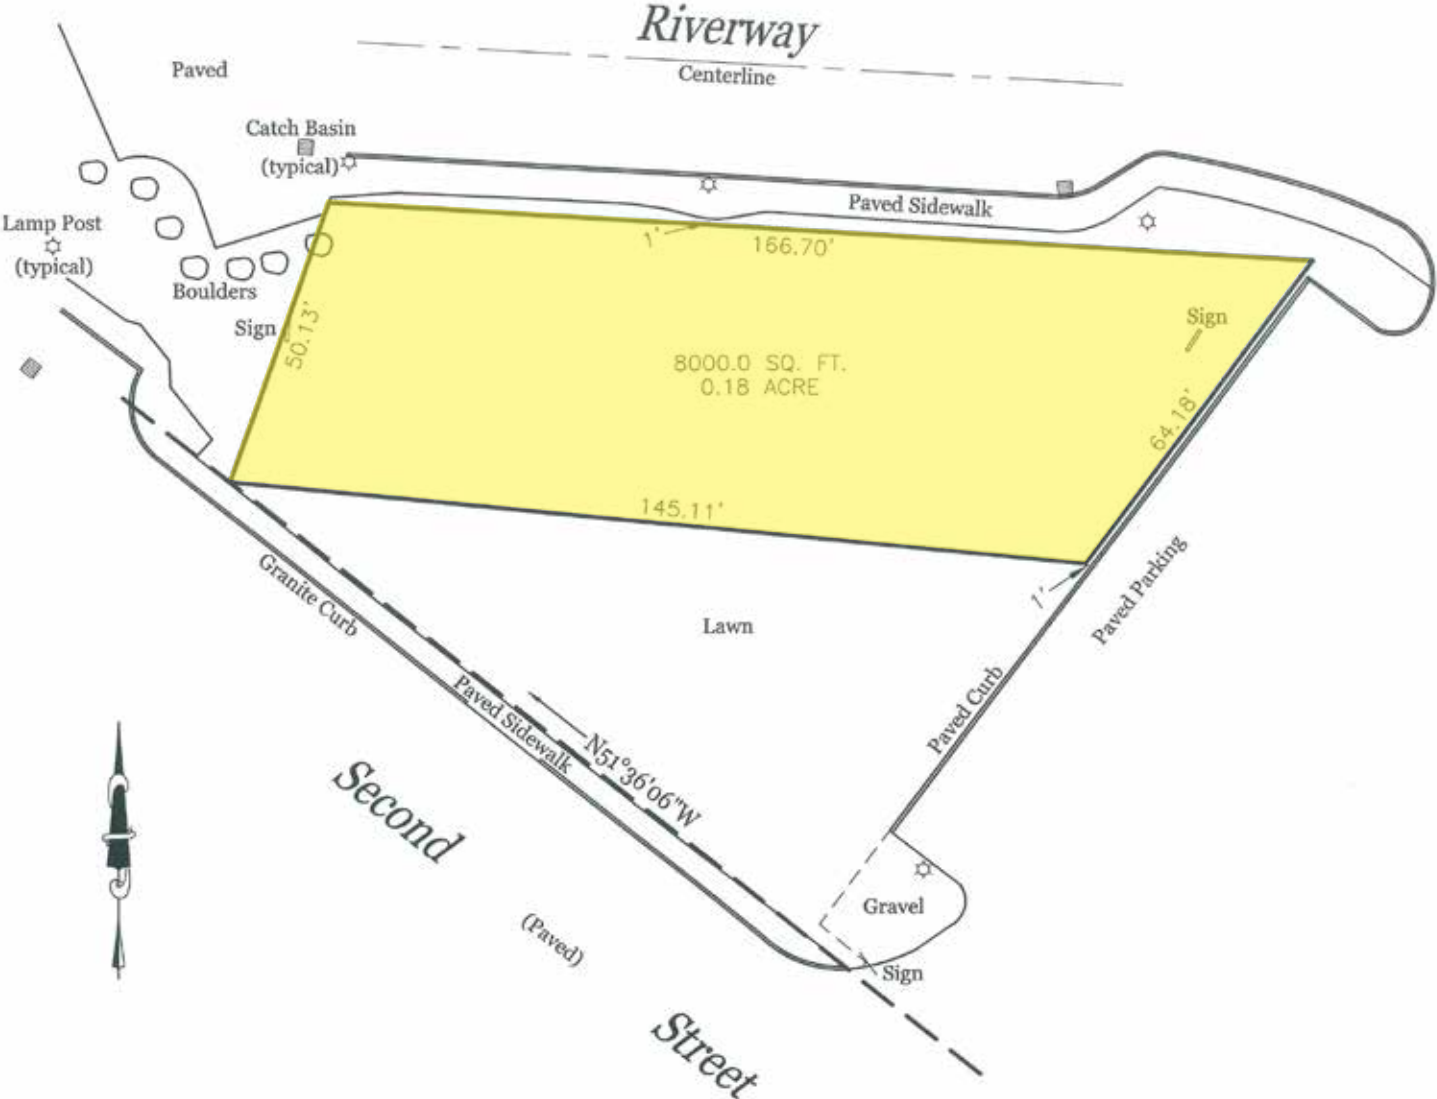 Riverway
Centerline
Paved
Catch Basin
(typical)
Paved Sidewalk
Lamp Post
(typical)
1'
166.70'
Boulders
Sign
50.13'
Sign
8000.0 SQ. FT.
0.18 ACRE
64.18'
145.11'
Granite Curb
Lawn
1'
Paved Parking
Paved Curb
Paved Sidewalk
N51°36'06"W
Second
(Paved)
Gravel
Sign
Street